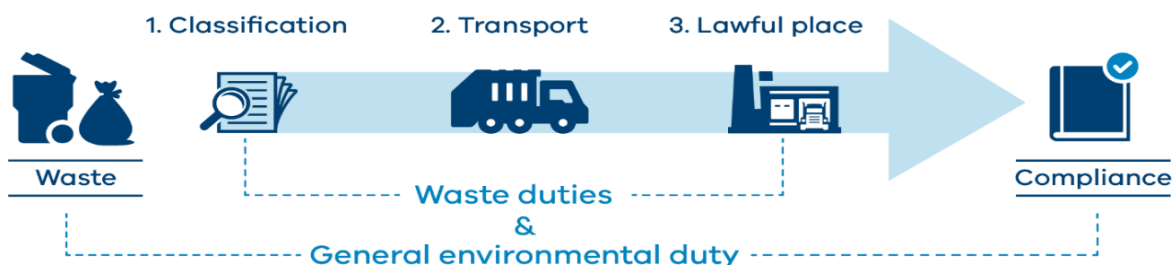 1. Classification
2. Transport
3. Lawful place
Waste
Compliance
Waste duties
&
General environmental duty